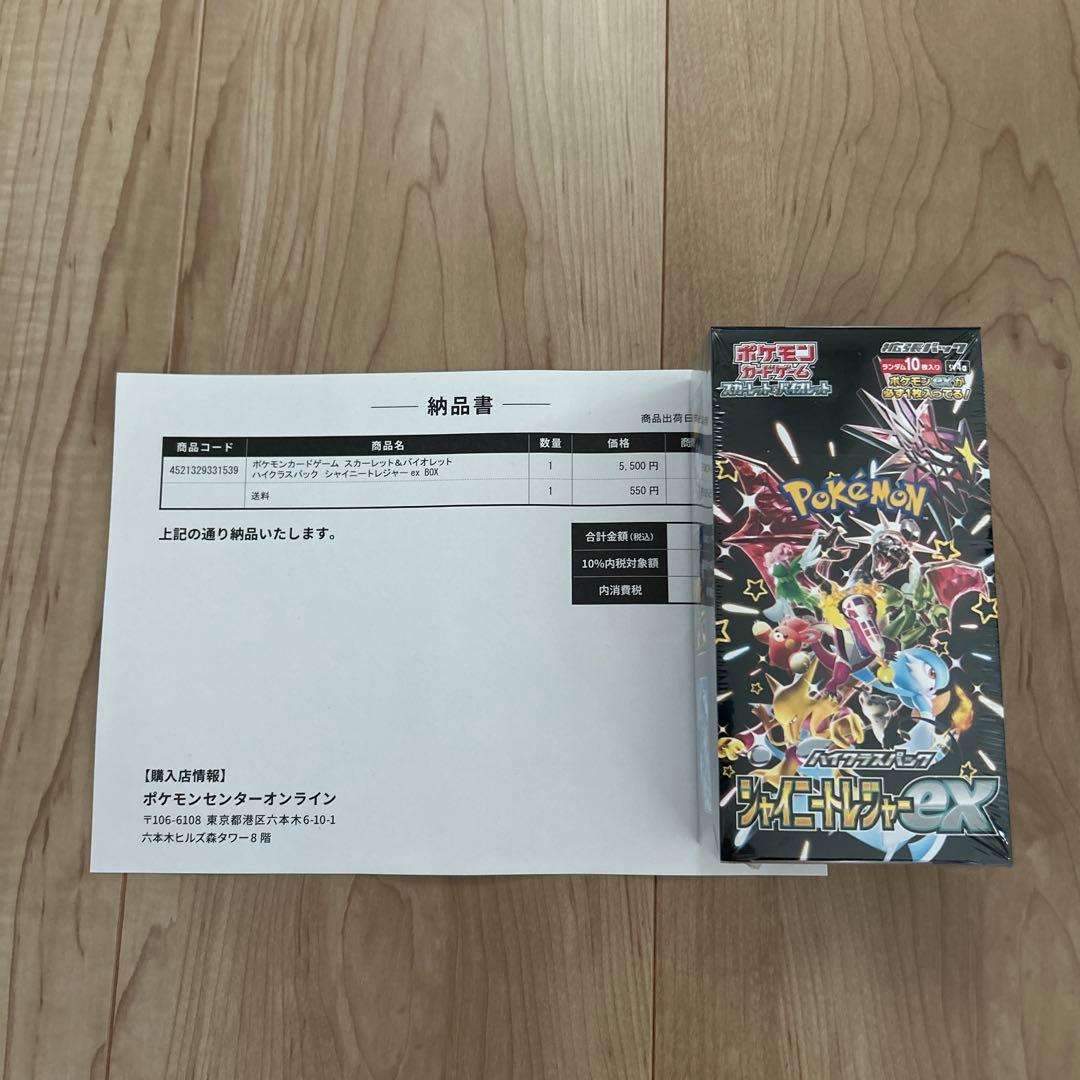 納品書
商品出荷日
商品コード 商品名 数量 価格
4521329331539 ポケモンカードゲーム スカーレット&バイオレット 1 5,500円
ハイクラスパック シャイニートレジャー ex BOX
送料 1 550円
上記の通り納品いたします。
合計金額(税込)
10%内税対象額
内消費税
【購入店情報】
ポケモンセンターオンライン
〒106-6108 東京都港区六本木6-10-1
六本木ヒルズ森タワー8階
ポケモン
カードゲーム
スカーレット&バイオレット
拡張パック
ランダム10枚入り sv4a
ポケモンexが
必ず1枚入ってる!
POKéMON
ハイクラスパック
シャイニートレジャーex